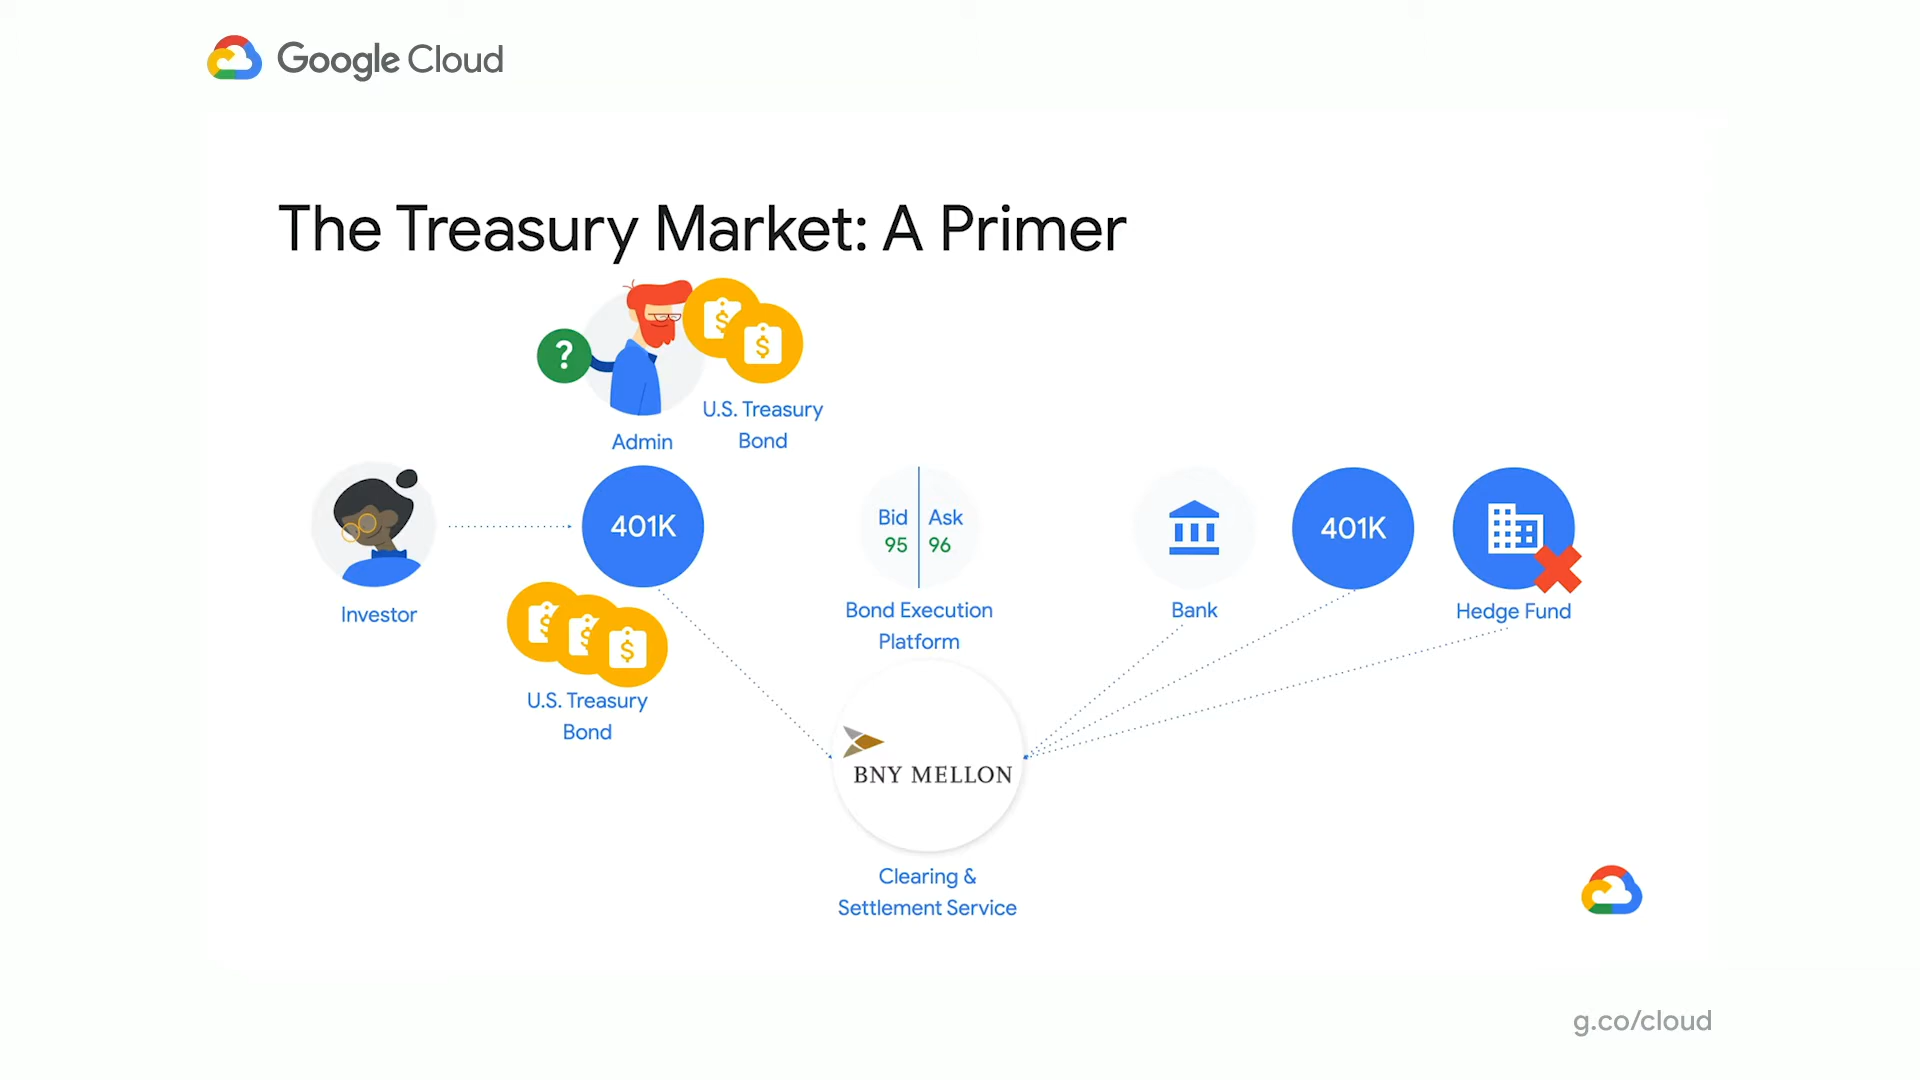 Google Cloud
The Treasury Market: A Primer
?
$
$
U.S. Treasury
Bond
Admin
Investor
401K
$
$
$
U.S. Treasury
Bond
Bid
95
Ask
96
Bond Execution
Platform
Bank
401K
Hedge Fund
BNY MELLON
Clearing &
Settlement Service
g.co/cloud